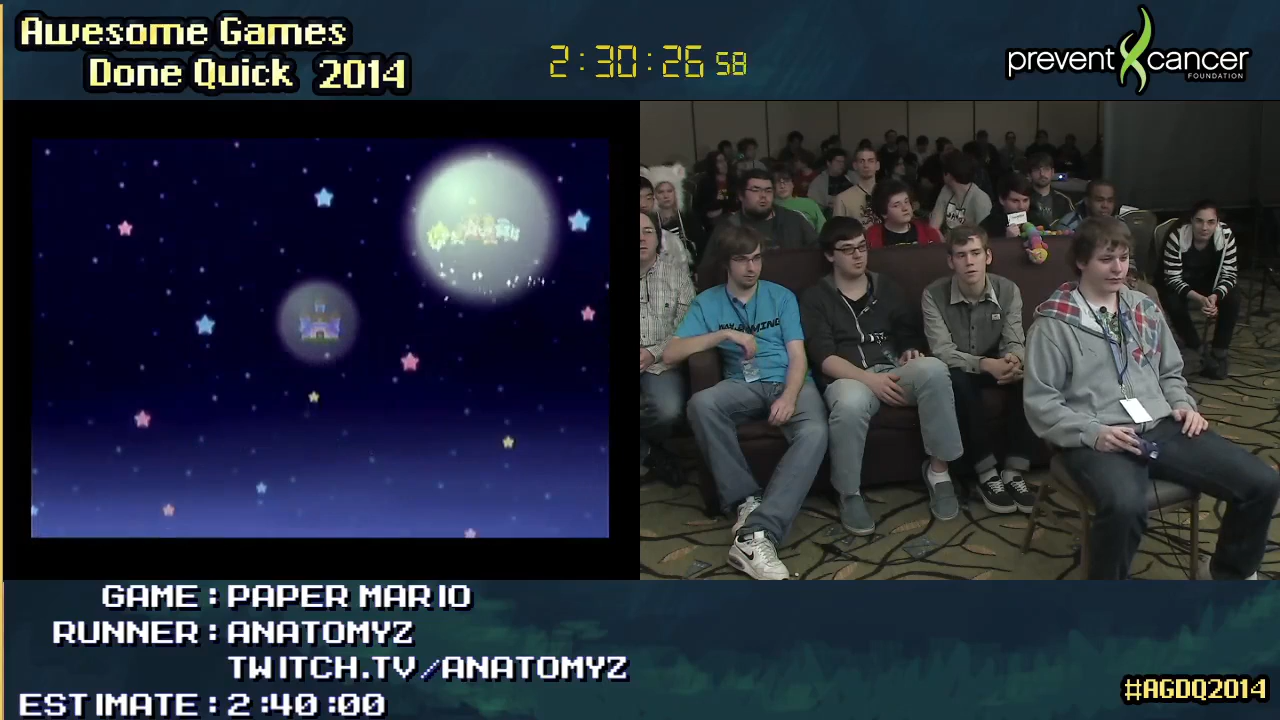 Awesome Games
Done Quick 2014
2:30:26 58
prevent cancer
FOUNDATION
GAME : PAPER MARIO
RUNNER : ANATOMYZ
TWITCH.TV/ANATOMYZ
ESTIMATE : 2:40:00
#AGDQ2014